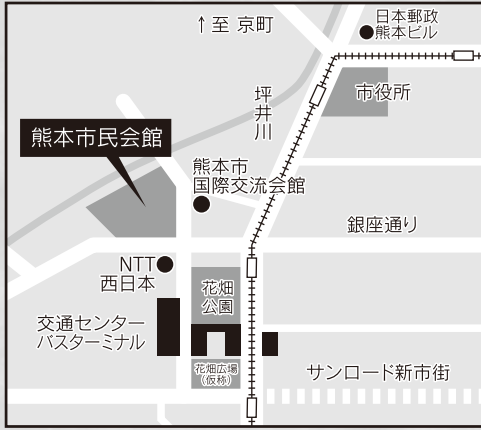 ↑至 京町
日本郵政
熊本ビル
坪井川
市役所
熊本市民会館
熊本市
国際交流会館
銀座通り
NTT
西日本
花畑
公園
交通センター
バスターミナル
花畑広場
(仮称)
サンロード新市街